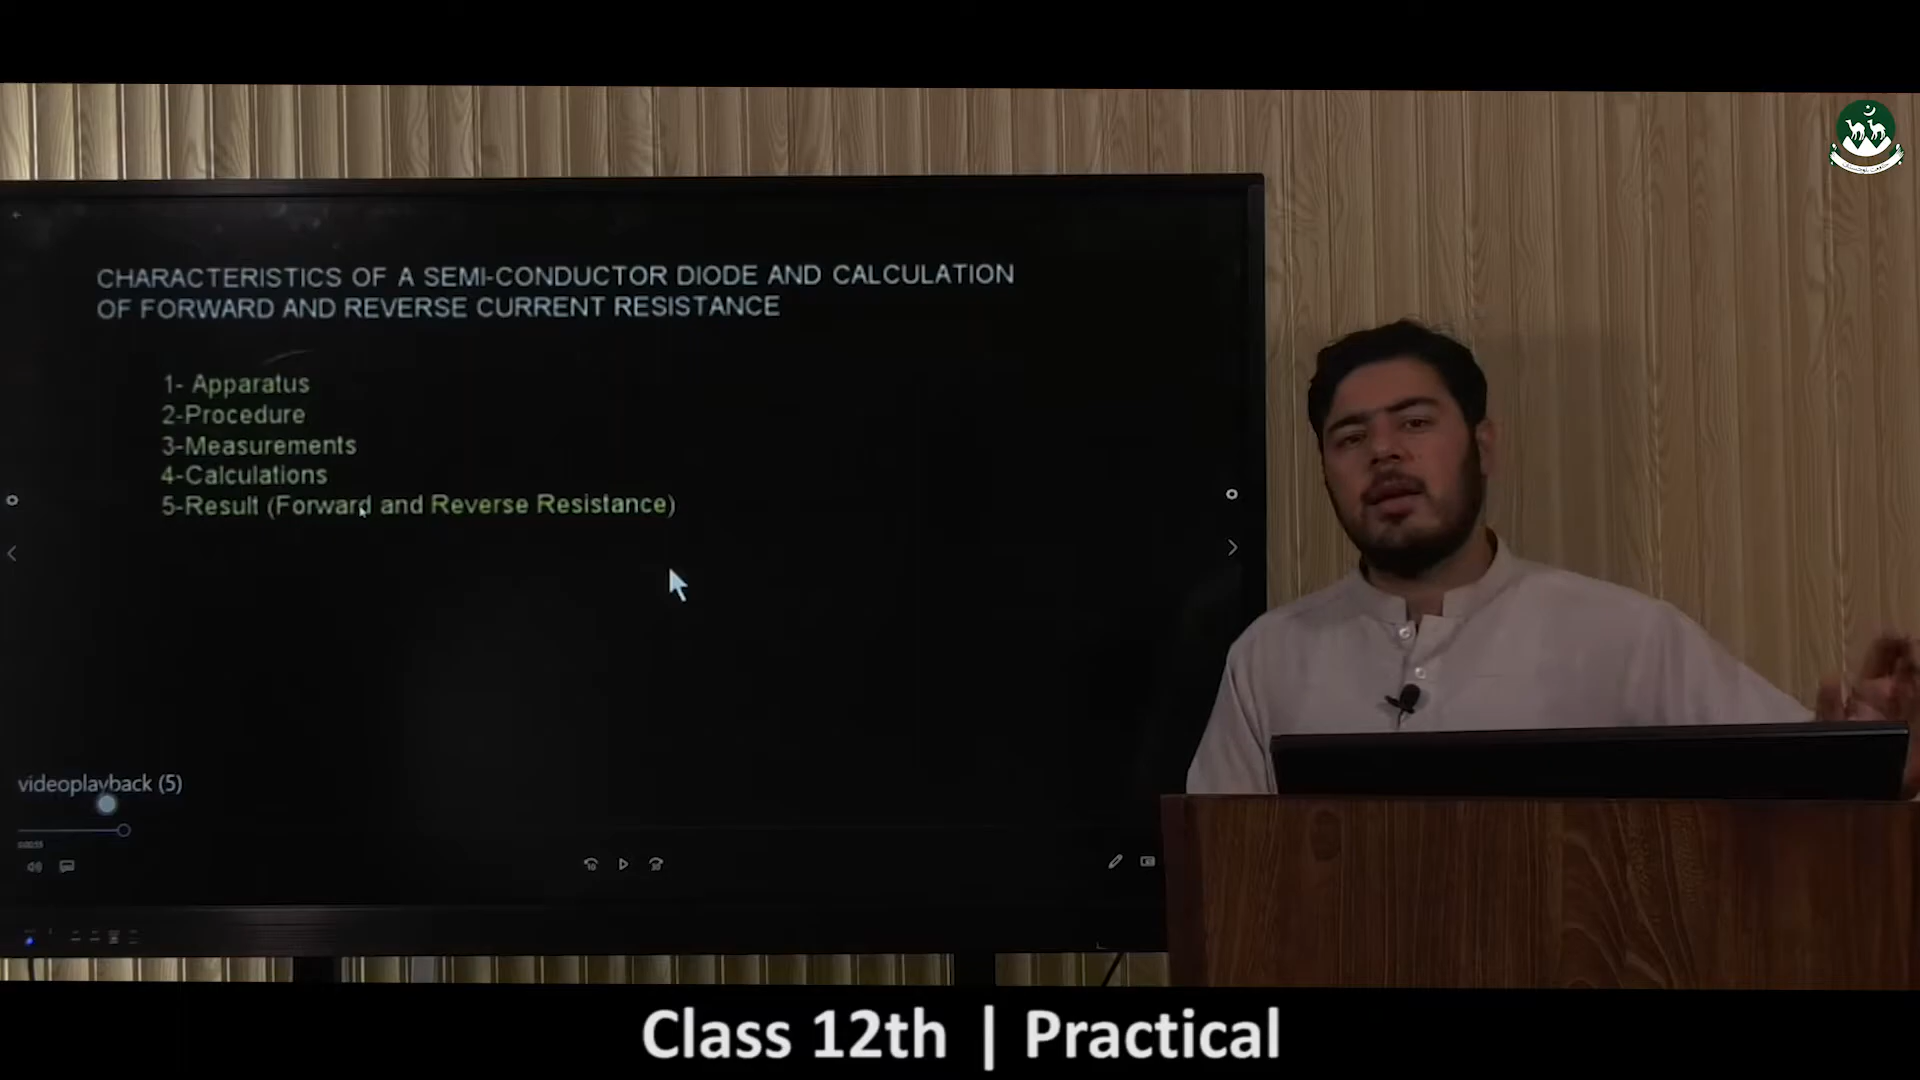 CHARACTERISTICS OF A SEMI-CONDUCTOR DIODE AND CALCULATION
OF FORWARD AND REVERSE CURRENT RESISTANCE
1- Apparatus
2-Procedure
3-Measurements
4-Calculations
5-Result (Forward and Reverse Resistance)
videoplayback (5)
Class 12th | Practical